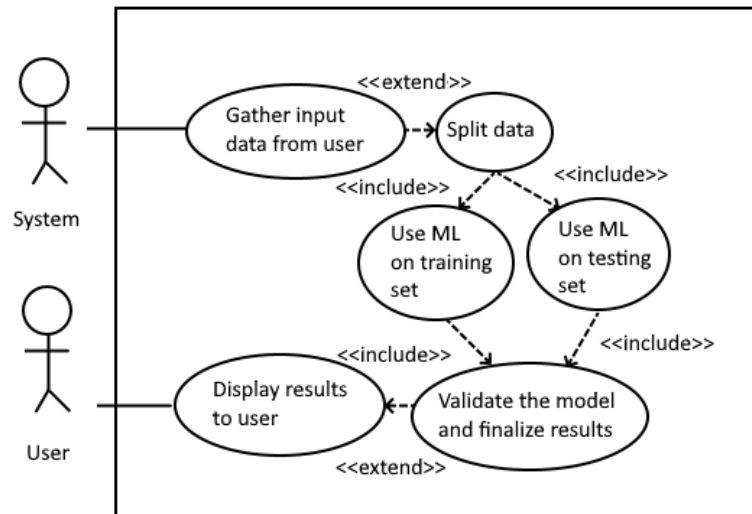 <<extend>>
Gather input
data from user
Split data
<<include>>
<<include>>
System
Use ML
on training
set
Use ML
on testing
set
<<include>>
<<include>>
Display results
to user
Validate the model
and finalize results
User
<<extend>>